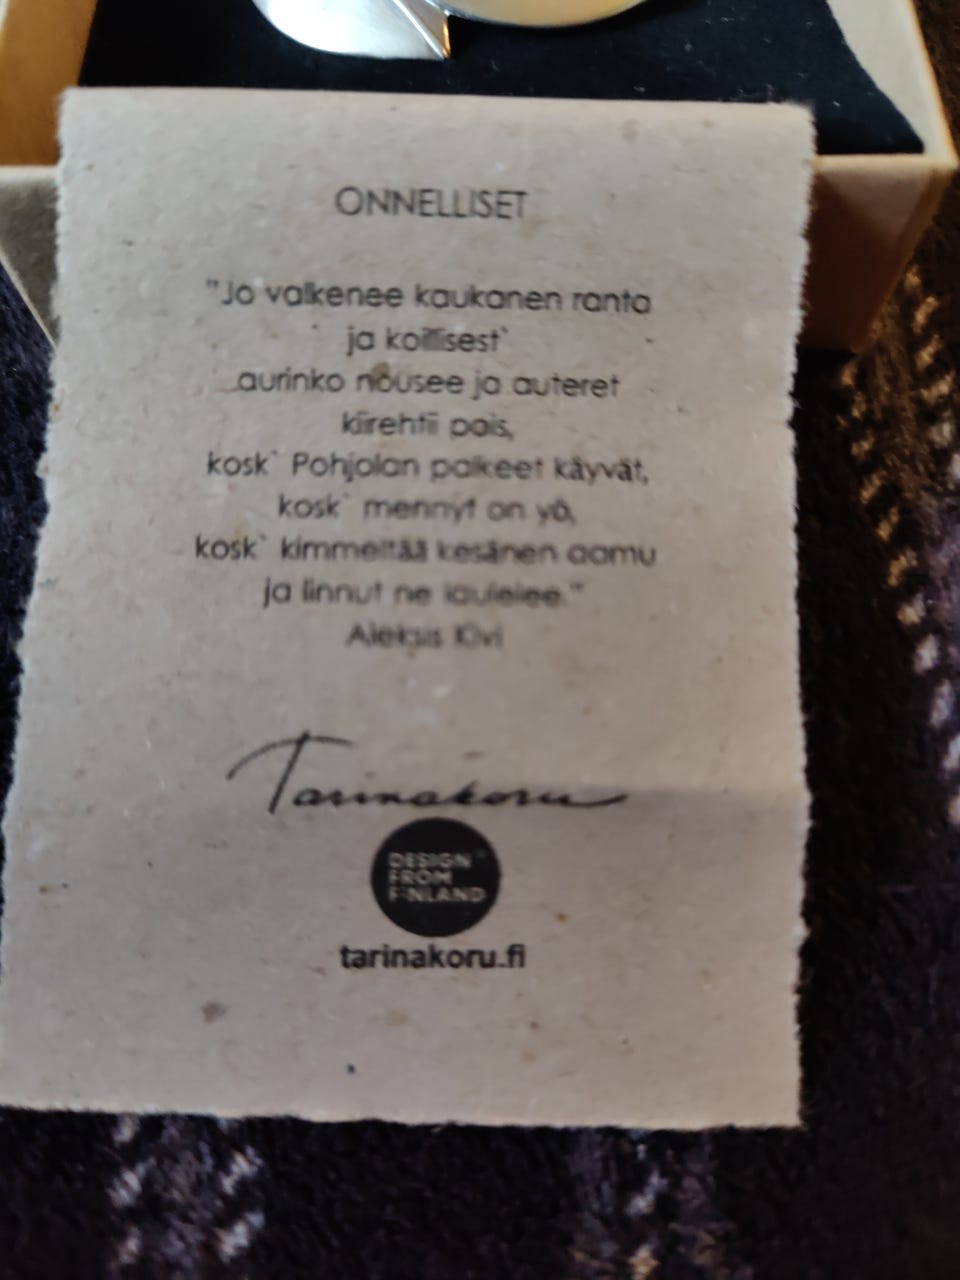 ONNELLISET
"Jo valkenee kaukanen ranta
ja koillisest`
aurinko nousee ja auteret
kiirehtii pois,
kosk` Pohjolan palkeet käyvät,
kosk` mennyt on yö,
kosk` kimmeltää kesänen aamu
ja linnut ne laulelee."
Aleksis Kivi
Tarinakoru
DESIGN
FROM
FINLAND
tarinakoru.fi